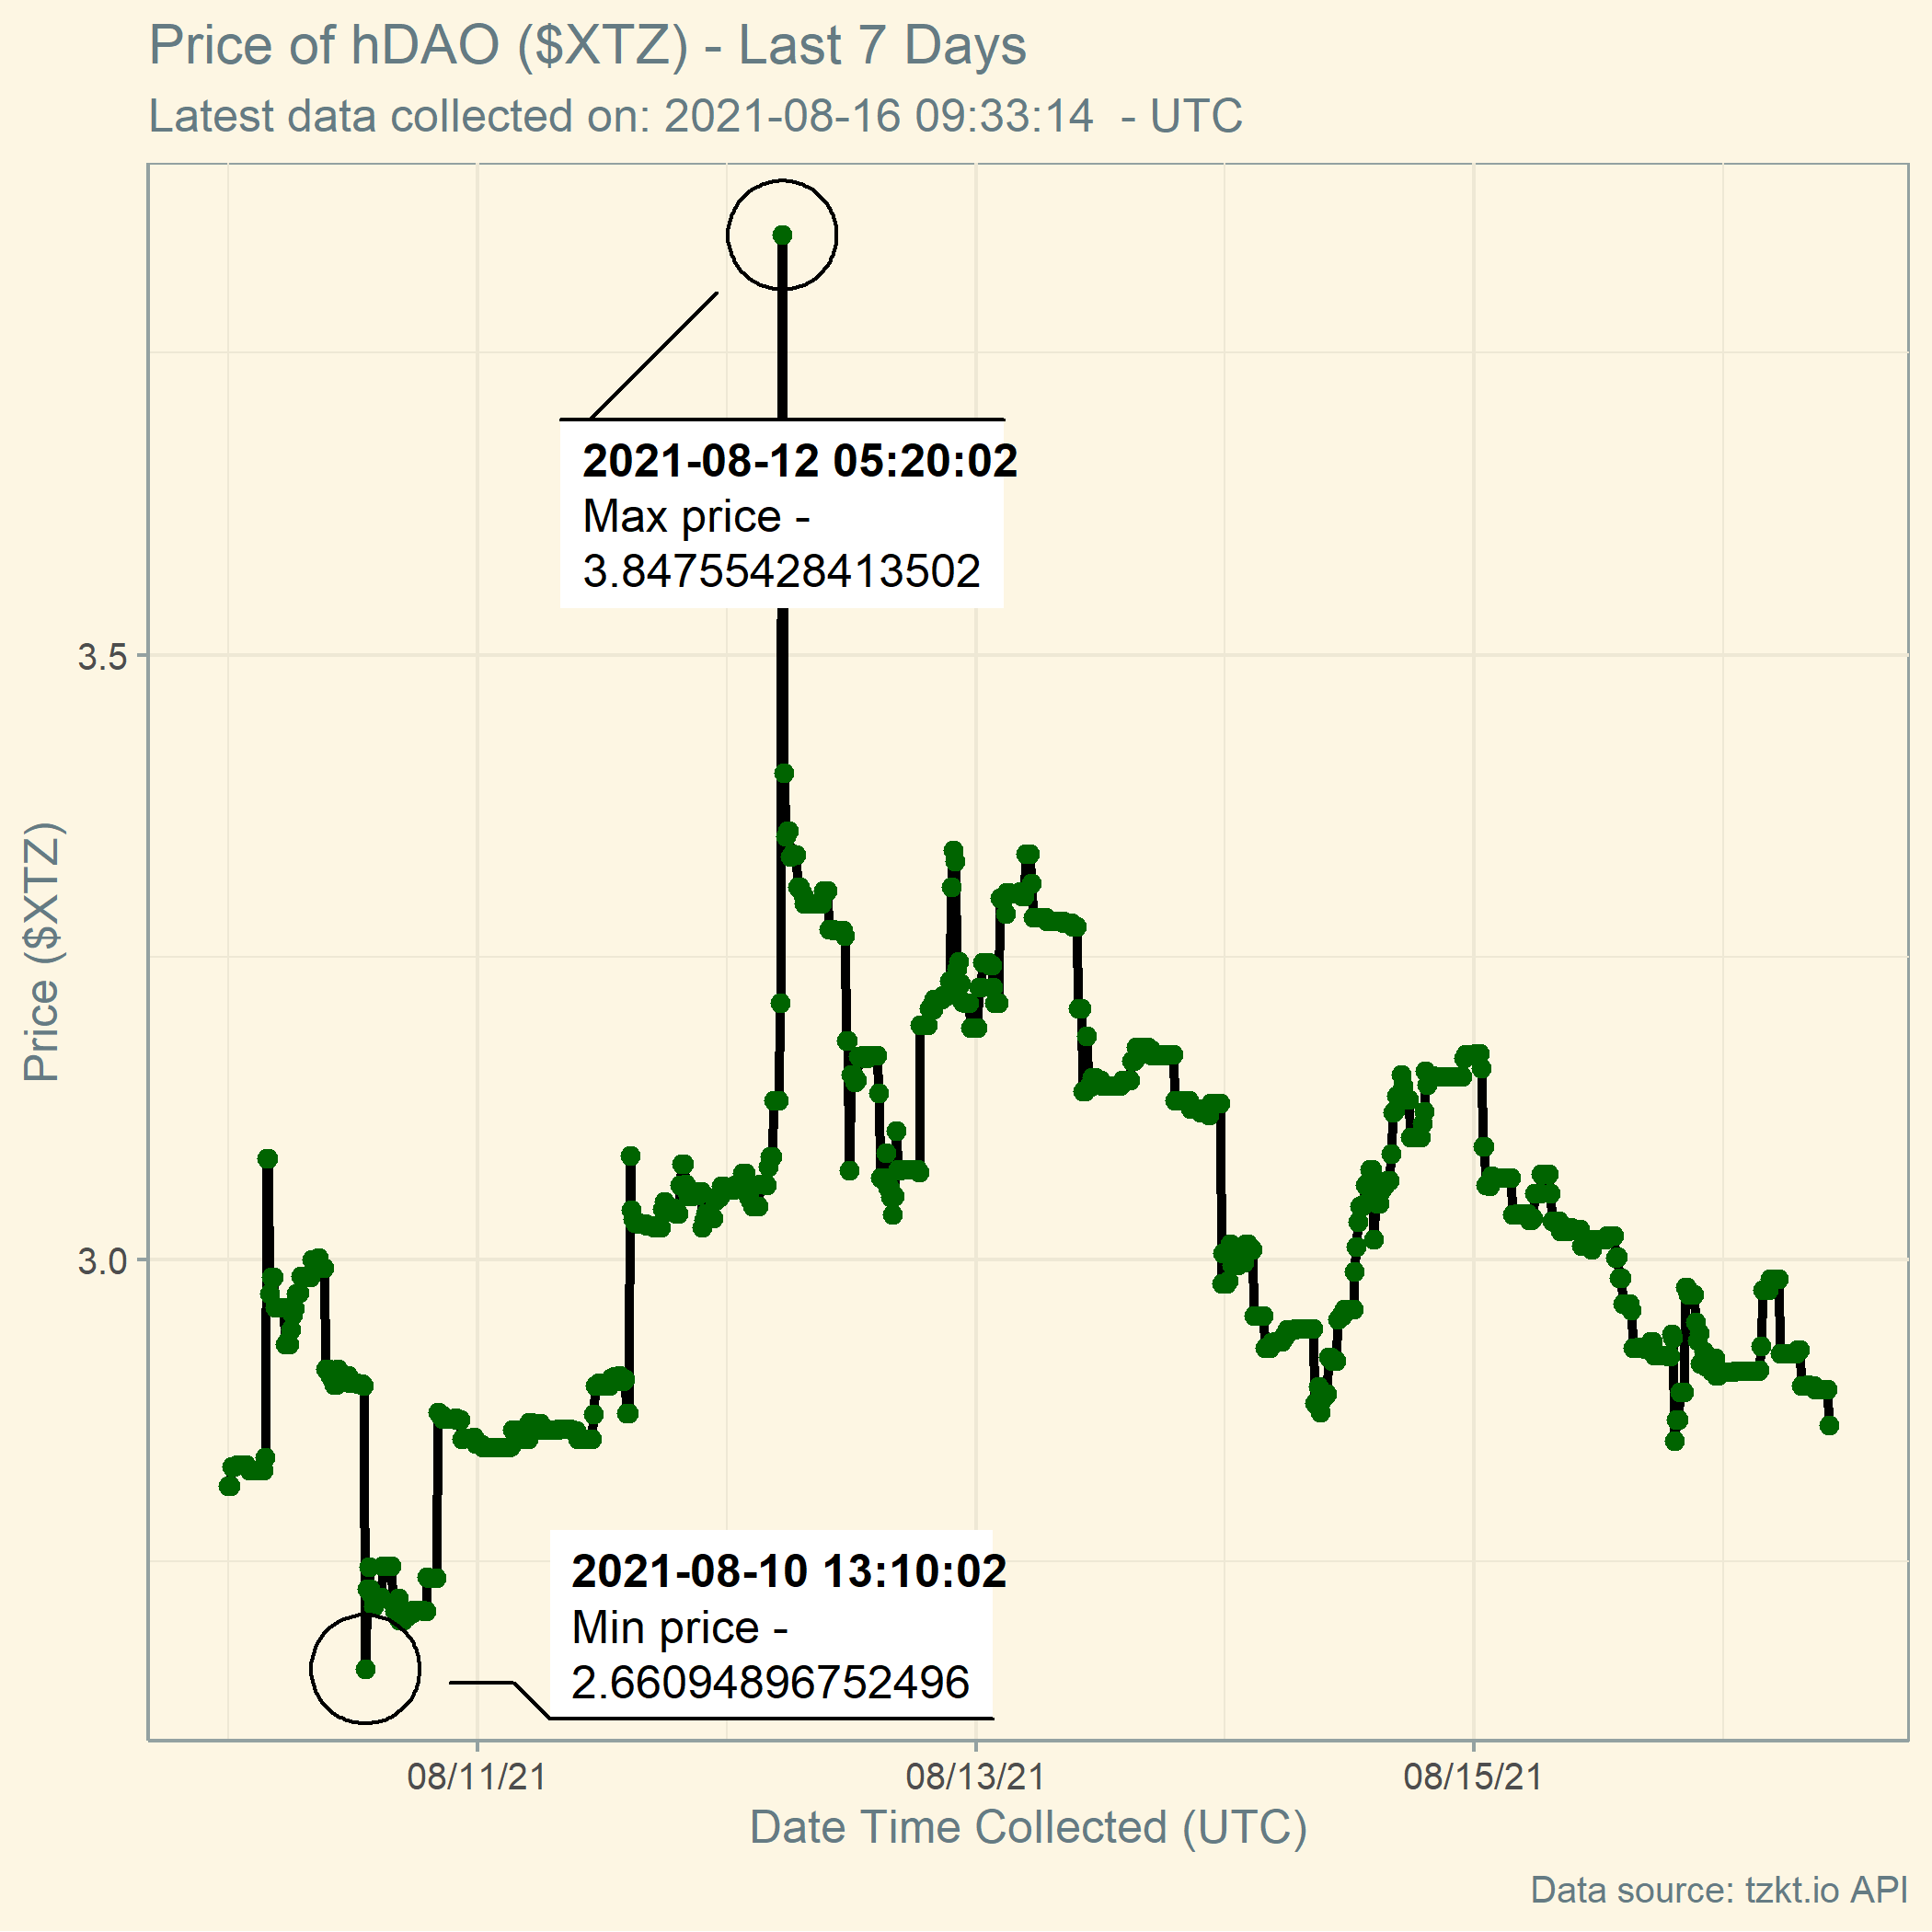 Price of hDAO ($XTZ) - Last 7 Days
Latest data collected on: 2021-08-16 09:33:14  - UTC
2021-08-12 05:20:02
Max price -
3.84755428413502
3.5
Price ($XTZ)
3.0
2021-08-10 13:10:02
Min price -
2.66094896752496
08/11/21 08/13/21 08/15/21
Date Time Collected (UTC)
Data source: tzkt.io API